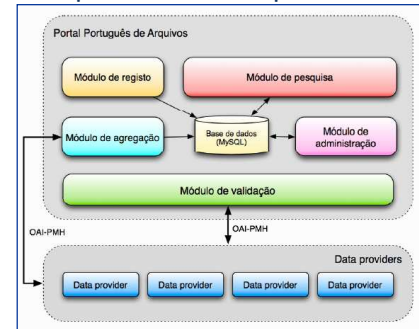 Portal Português de Arquivos
Módulo de registo
Módulo de pesquisa
Módulo de agregação
Base de dados
(MySQL)
Módulo de
administração
Módulo de validação
OAI-PMH
OAI-PMH
Data providers
Data provider
Data provider
Data provider
Data provider